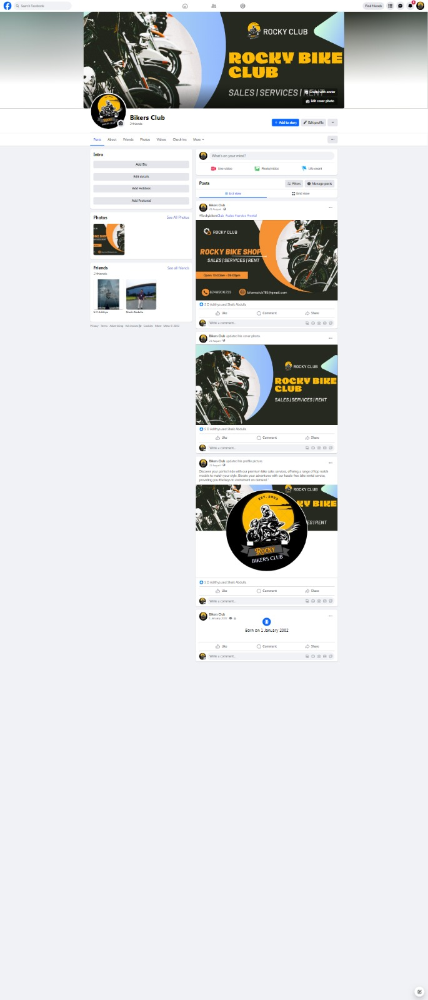 Search Facebook
Find friends
ROCKY CLUB
ROCKY BIKE
CLUB
SALES | SERVICES |
Create with avatar
Edit cover photo
ROCKY
BIKERS CLUB
Bikers Club
2 friends
+ Add to story
Edit profile
Posts About Friends Photos Videos Check-ins More
Intro
Add Bio
Edit details
Add Hobbies
Add Featured
Photos
See All Photos
Friends
See all friends
2 friends
S D Adithya
Sheik Abdulla
Privacy Terms Advertising Ad choices Cookies More Meta © 2023
What's on your mind?
Live video
Photo/video
Life event
Posts
Filters
Manage posts
List view
Grid view
Bikers Club
21 August
#RockybikersClub #sales #service #rental
ROCKY CLUB
ROCKY BIKE SHOP
SALES | SERVICES | RENT
bikersclub785@gmail.com
S D Adithya and Sheik Abdulla
Like Comment Share
Write a comment...
Bikers Club updated his cover photo.
21 August
ROCKY CLUB
ROCKY BIKE
CLUB
SALES | SERVICES | RENT
S D Adithya and Sheik Abdulla
Like Comment Share
Write a comment...
Bikers Club updated his profile picture.
21 August
Discover your perfect ride with our premium bike sales services, offering a range of top-notch
models to match your style. Elevate your adventures with our hassle-free bike rental service,
providing you the keys to excitement on demand."
ROCKY CLUB
KY BIKE
ES | RENT
EST. 2023
ROCKY
BIKERS CLUB
S D Adithya and Sheik Abdulla
Like Comment Share
Write a comment...
Bikers Club
1 January 2002
Born on 1 January 2002
Like Comment Share
Write a comment...